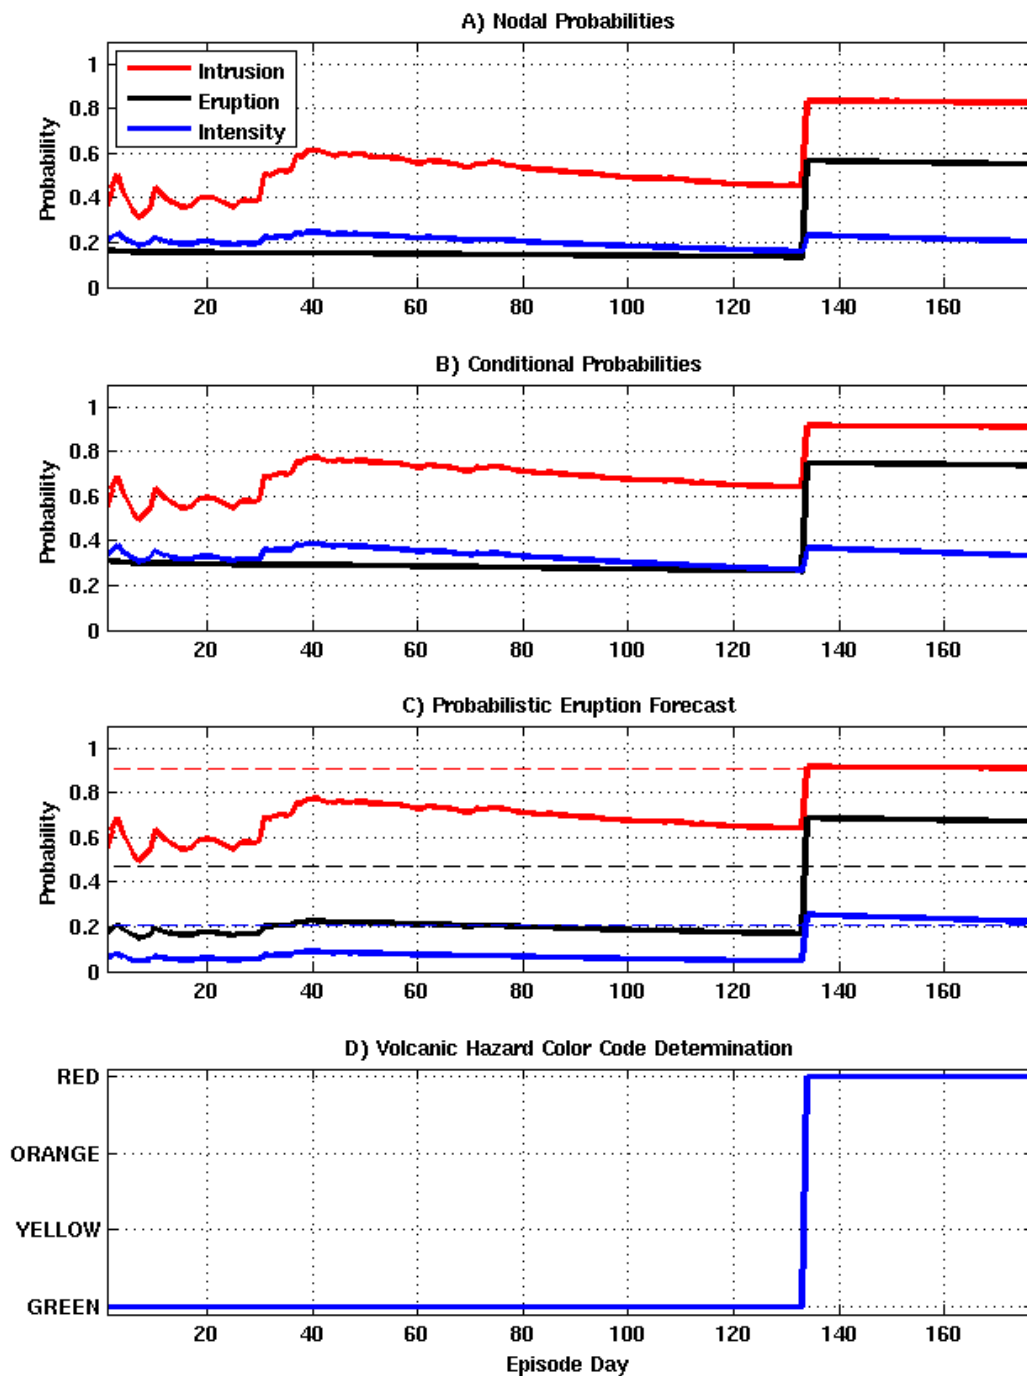 A) Nodal Probabilities
Probability
1
0.8
0.6
0.4
0.2
0
Intrusion
Eruption
Intensity
20 40 60 80 100 120 140 160
B) Conditional Probabilities
Probability
1
0.8
0.6
0.4
0.2
0
20 40 60 80 100 120 140 160
C) Probabilistic Eruption Forecast
Probability
1
0.8
0.6
0.4
0.2
0
20 40 60 80 100 120 140 160
D) Volcanic Hazard Color Code Determination
RED
ORANGE
YELLOW
GREEN
20 40 60 80 100 120 140 160
Episode Day